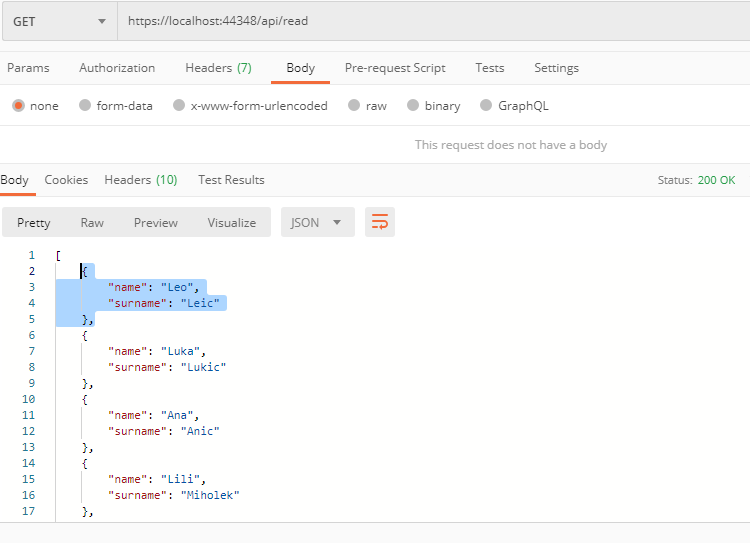 GET https://localhost:44348/api/read
Params Authorization Headers (7) Body Pre-request Script Tests Settings
none form-data x-www-form-urlencoded raw binary GraphQL
This request does not have a body
Body Cookies Headers (10) Test Results Status: 200 OK
Pretty Raw Preview Visualize JSON
1 [
2 {
3 "name": "Leo",
4 "surname": "Leic"
5 },
6 {
7 "name": "Luka",
8 "surname": "Lukic"
9 },
10 {
11 "name": "Ana",
12 "surname": "Anic"
13 },
14 {
15 "name": "Lili",
16 "surname": "Miholek"
17 },